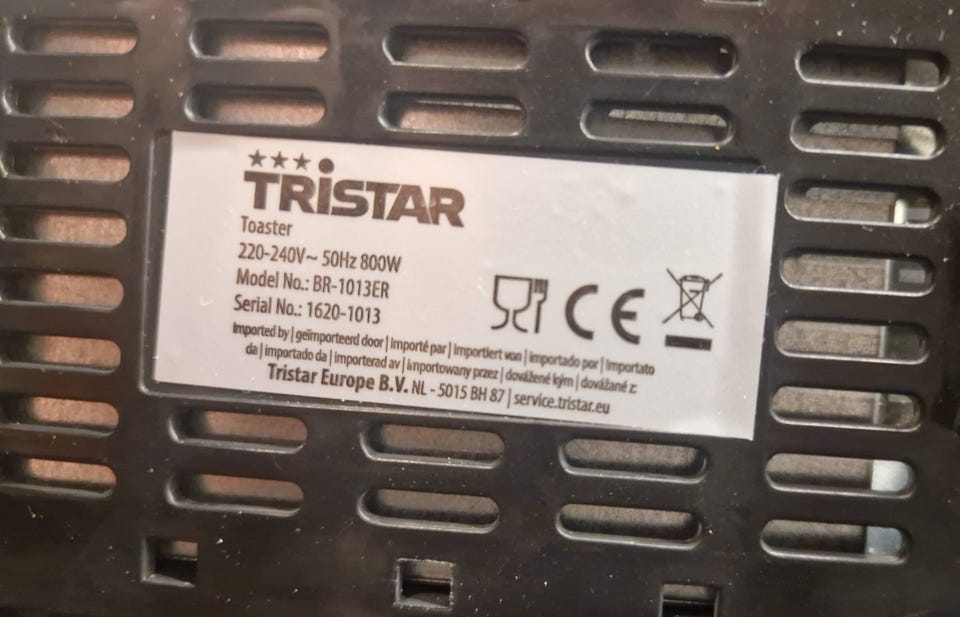 TRISTAR
Toaster
220-240V~ 50Hz 800W
Model No.: BR-1013ER
Serial No.: 1620-1013
CE
Imported by | geïmporteerd door | Importé par | Importiert von | importado por | Importato
da | importado da | importerad av | importowany przez | dovážené kým | dovážané z:
Tristar Europe B.V. NL - 5015 BH 87 | service.tristar.eu